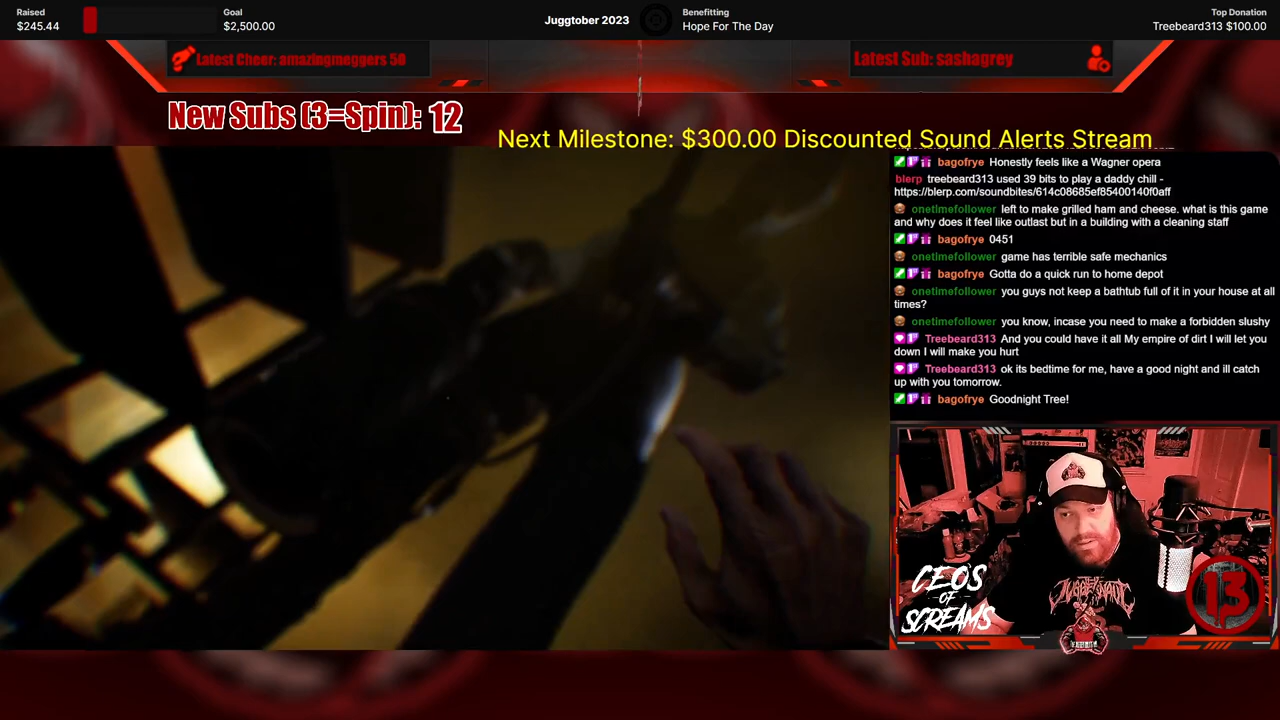 Raised
$245.44
Goal
$2,500.00
Juggtober 2023
Benefitting
Hope For The Day
Top Donation
Treebeard313 $100.00
Latest Cheer: amazingmeggers 50
Latest Sub: sashagrey
New Subs (3=Spin): 12
Next Milestone: $300.00 Discounted Sound Alerts Stream
bagofrye Honestly feels like a Wagner opera
blerp treebeard313 used 39 bits to play a daddy chill -
https://blerp.com/soundbites/614c08685ef85400140f0aff
onetimefollower left to make grilled ham and cheese. what is this game
and why does it feel like outlast but in a building with a cleaning staff
bagofrye 0451
onetimefollower game has terrible safe mechanics
bagofrye Gotta do a quick run to home depot
onetimefollower you guys not keep a bathtub full of it in your house at all
times?
onetimefollower you know, incase you need to make a forbidden slushy
Treebeard313 And you could have it all My empire of dirt I will let you
down I will make you hurt
Treebeard313 ok its bedtime for me, have a good night and ill catch
up with you tomorrow.
bagofrye Goodnight Tree!
CEOS
OF
SCREAMS
13